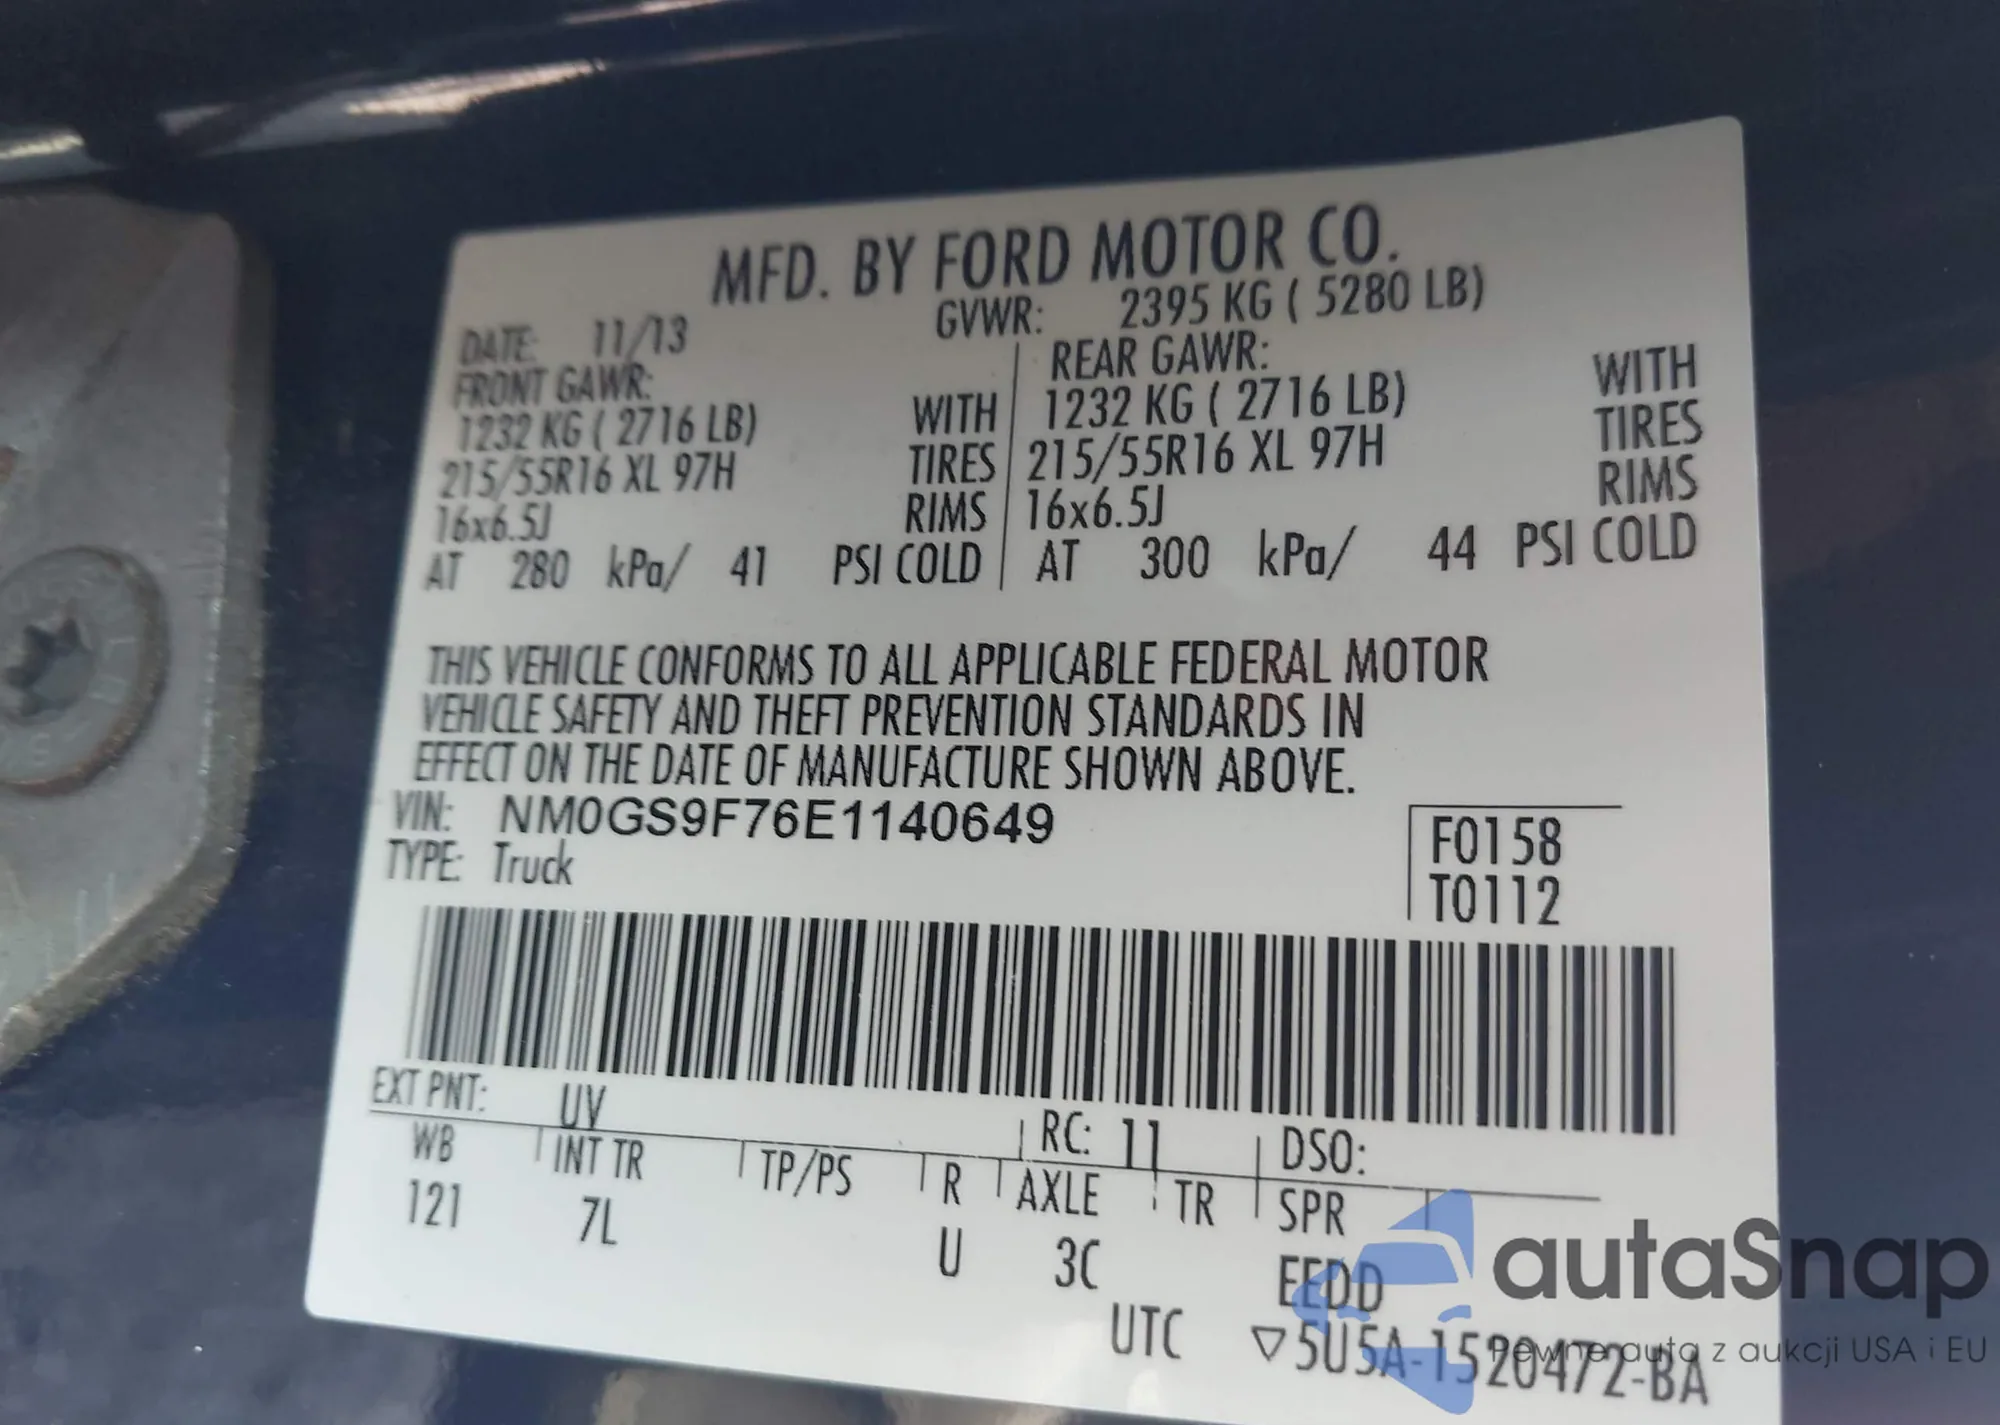 MFD. BY FORD MOTOR CO.
DATE: 11/13 GVWR: 2395 KG ( 5280 LB)
FRONT GAWR: REAR GAWR:
1232 KG ( 2716 LB) WITH 1232 KG ( 2716 LB) WITH
215/55R16 XL 97H TIRES 215/55R16 XL 97H TIRES
16x6.5J RIMS 16x6.5J RIMS
AT 280 kPa/ 41 PSI COLD AT 300 kPa/ 44 PSI COLD
THIS VEHICLE CONFORMS TO ALL APPLICABLE FEDERAL MOTOR
VEHICLE SAFETY AND THEFT PREVENTION STANDARDS IN
EFFECT ON THE DATE OF MANUFACTURE SHOWN ABOVE.
VIN: NM0GS9F76E1140649
TYPE: Truck
F0158
T0112
EXT PNT: UV RC: 11 DSO:
WB INT TR TP/PS R AXLE TR SPR
121 7L U 3C EEDD
UTC ▽5U5A-1520472-BA
autaSnap
Pewne auta z aukcji USA i EU